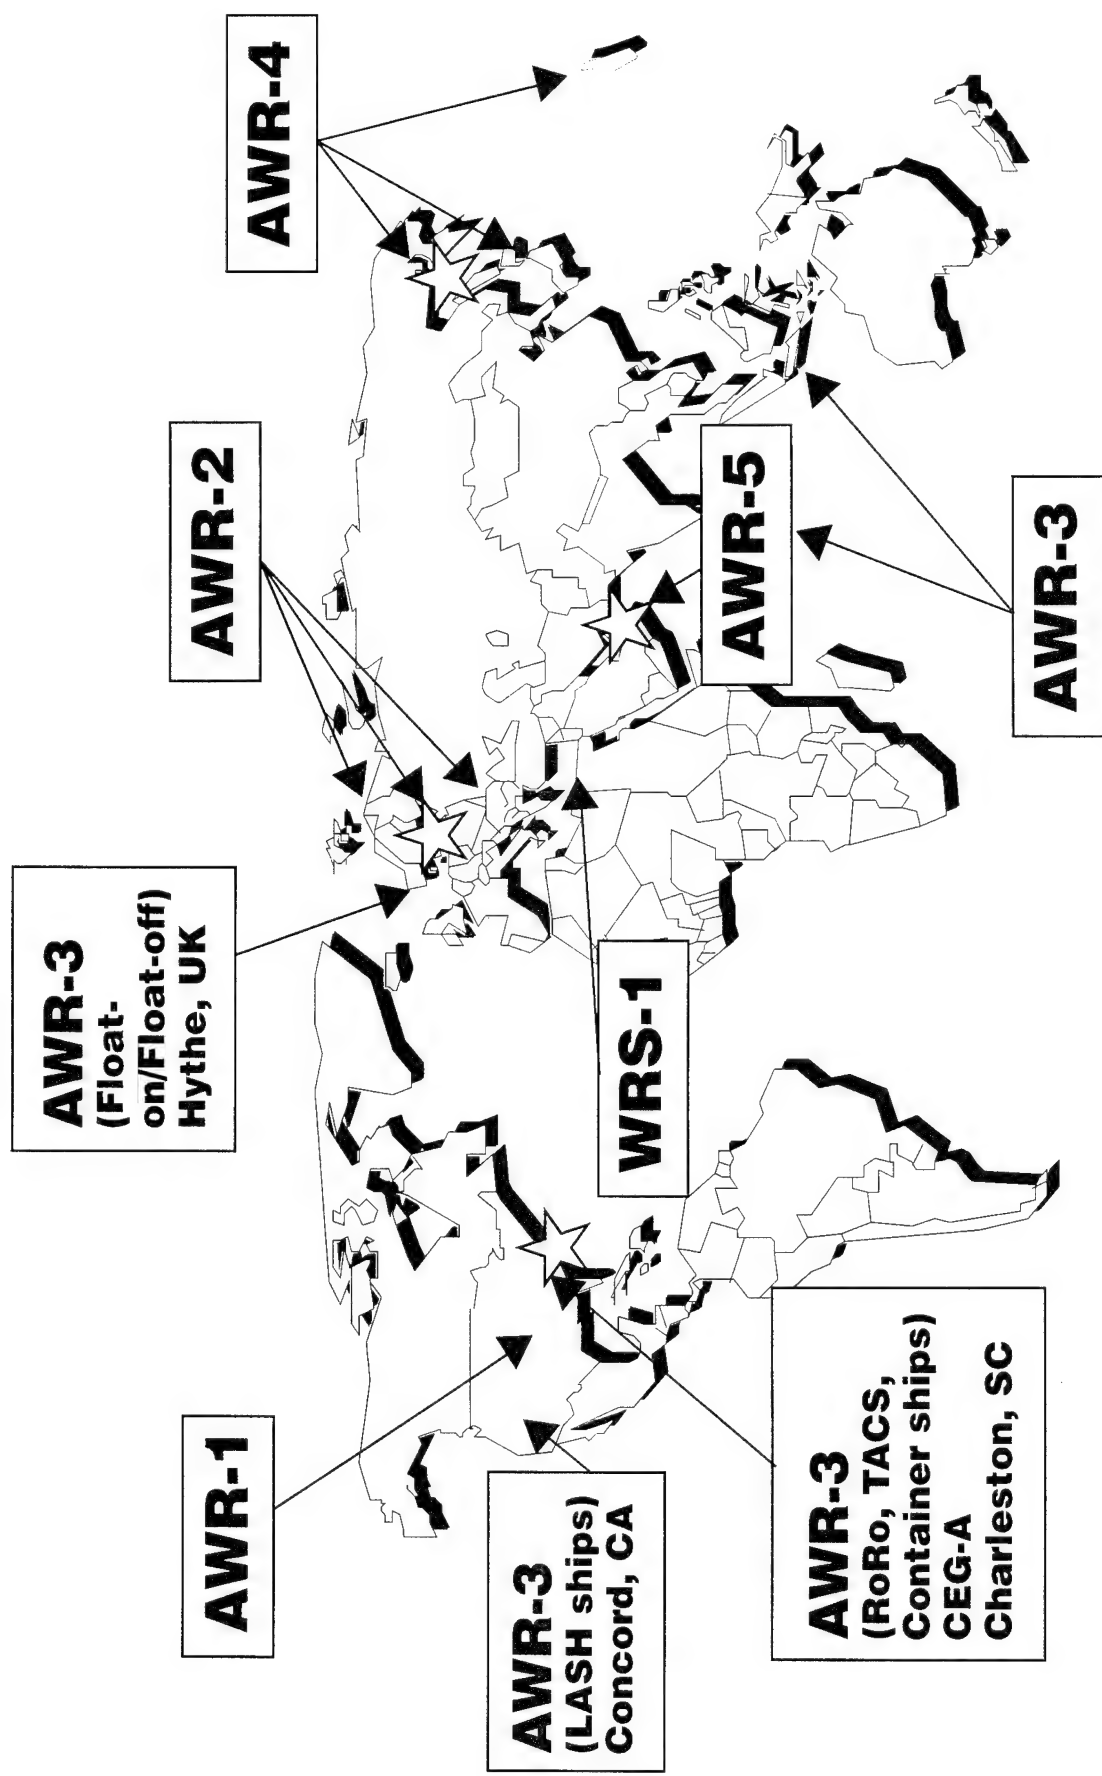 AWR-3
(Float-
on/Float-off)
Hythe, UK
AWR-2
AWR-4
AWR-1
AWR-3
(LASH ships)
Concord, CA
WRS-1
AWR-5
AWR-3
(RoRo, TACS,
Container ships)
CEG-A
Charleston, SC
AWR-3